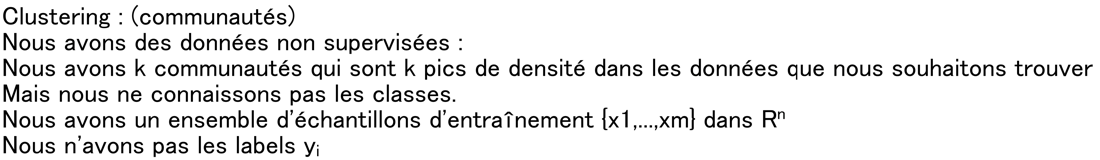 Clustering : (communautés)
Nous avons des données non supervisées :
Nous avons k communautés qui sont k pics de densité dans les données que nous souhaitons trouver
Mais nous ne connaissons pas les classes.
Nous avons un ensemble d'échantillons d'entraînement {x1,...,xm} dans Rⁿ
Nous n'avons pas les labels yᵢ